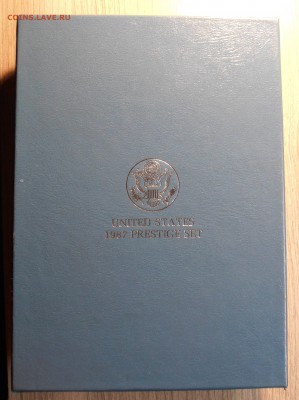 COINS.LAVE.RU
UNITED STATES
1987 PRESTIGE SET